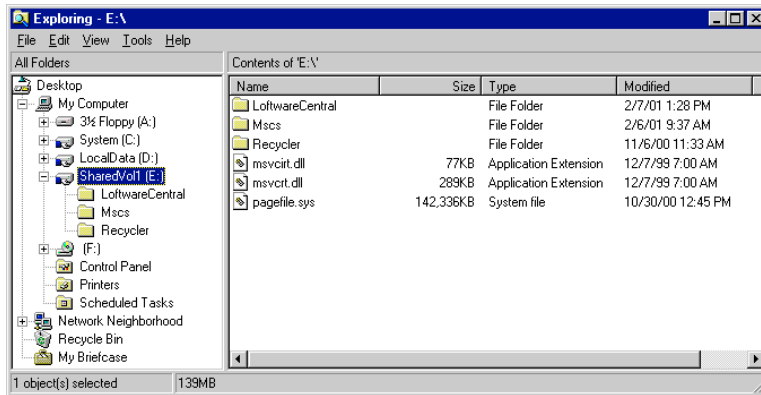 Exploring - E:\
File Edit View Tools Help
All Folders
Contents of 'E:\'
Desktop
My Computer
3½ Floppy (A:)
System (C:)
LocalData (D:)
SharedVol1 (E:)
LoftwareCentral
Mscs
Recycler
(F:)
Control Panel
Printers
Scheduled Tasks
Network Neighborhood
Recycle Bin
My Briefcase
Name Size Type Modified
LoftwareCentral File Folder 2/7/01 1:28 PM
Mscs File Folder 2/6/01 9:37 AM
Recycler File Folder 11/6/00 11:33 AM
msvcirt.dll 77KB Application Extension 12/7/99 7:00 AM
msvcrt.dll 289KB Application Extension 12/7/99 7:00 AM
pagefile.sys 142,336KB System file 10/30/00 12:45 PM
1 object(s) selected 139MB